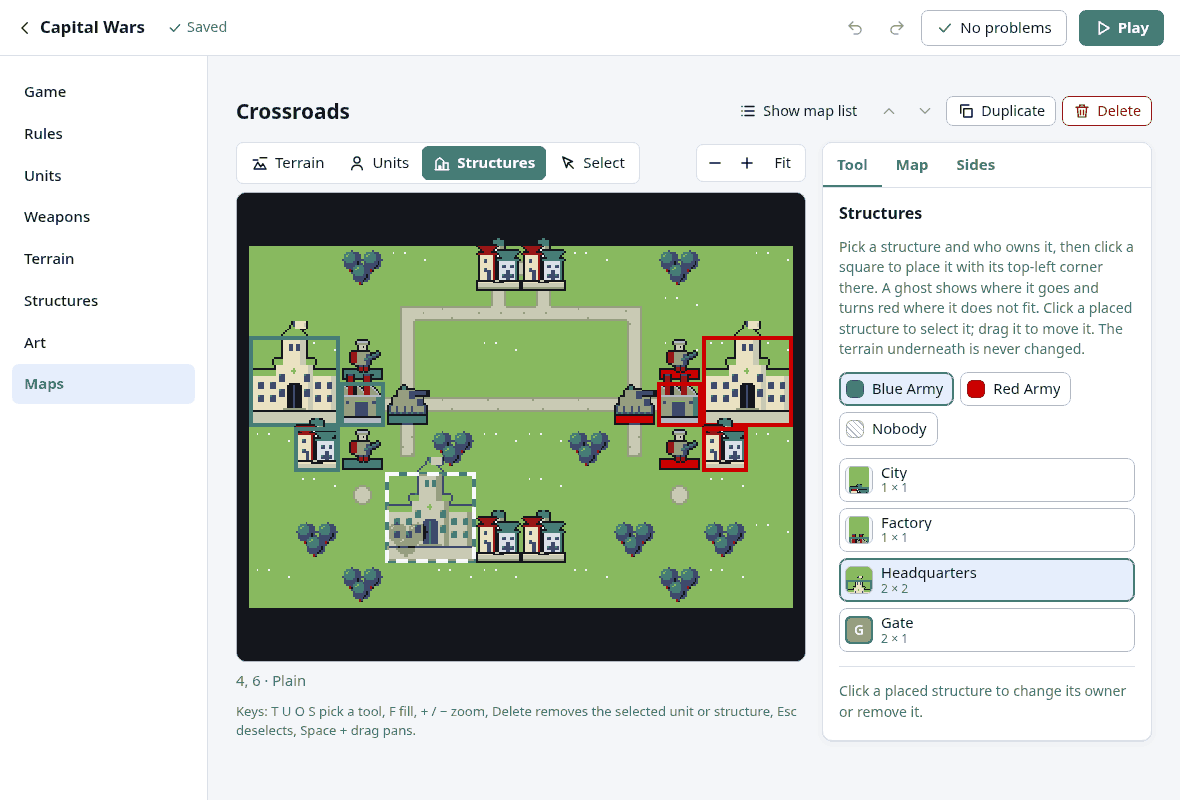 Capital Wars
Saved
No problems
Play
Game
Rules
Units
Weapons
Terrain
Structures
Art
Maps
Crossroads
Show map list
Duplicate
Delete
Terrain
Units
Structures
Select
Fit
Tool
Map
Sides
Structures
Pick a structure and who owns it, then click a
square to place it with its top-left corner
there. A ghost shows where it goes and
turns red where it does not fit. Click a placed
structure to select it; drag it to move it. The
terrain underneath is never changed.
Blue Army
Red Army
Nobody
City
1 × 1
Factory
1 × 1
Headquarters
2 × 2
G
Gate
2 × 1
Click a placed structure to change its owner
or remove it.
4, 6 · Plain
Keys: T U O S pick a tool, F fill, + / − zoom, Delete removes the selected unit or structure, Esc
deselects, Space + drag pans.